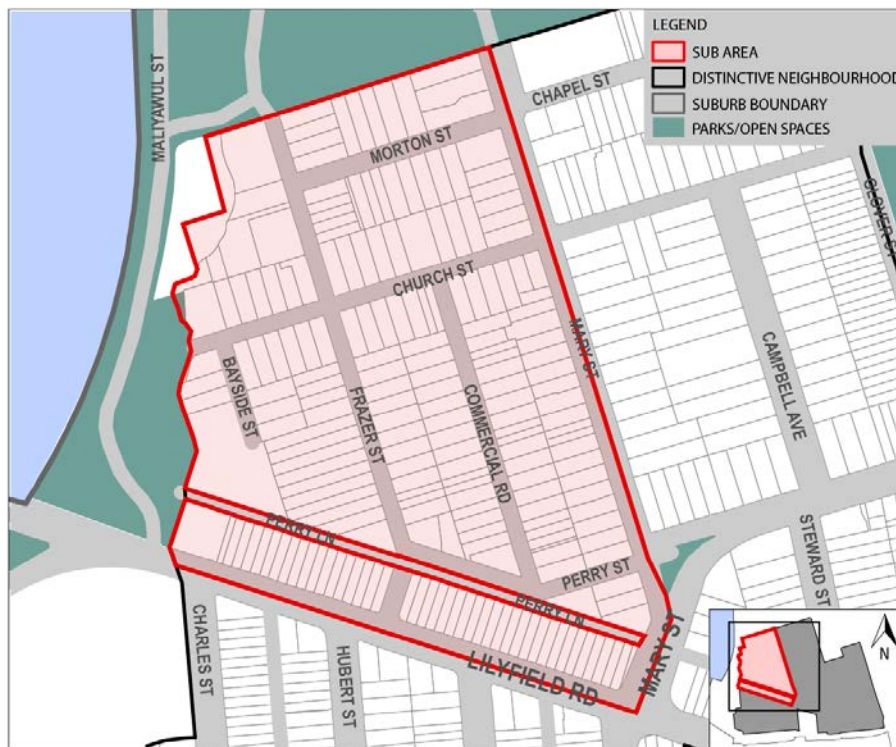 LEGEND
SUB AREA
DISTINCTIVE NEIGHBOURHOOD
SUBURB BOUNDARY
PARKS/OPEN SPACES
MALIYAWUL ST
CHAPEL ST
MORTON ST
CHURCH ST
MARY ST
CAMPBELL AVE
BAYSIDE ST
FRAZER ST
COMMERCIAL RD
PERRY LN
PERRY ST
PERRY LN
STEWARD ST
CHARLES ST
HUBERT ST
LILYFIELD RD
MARY ST
N